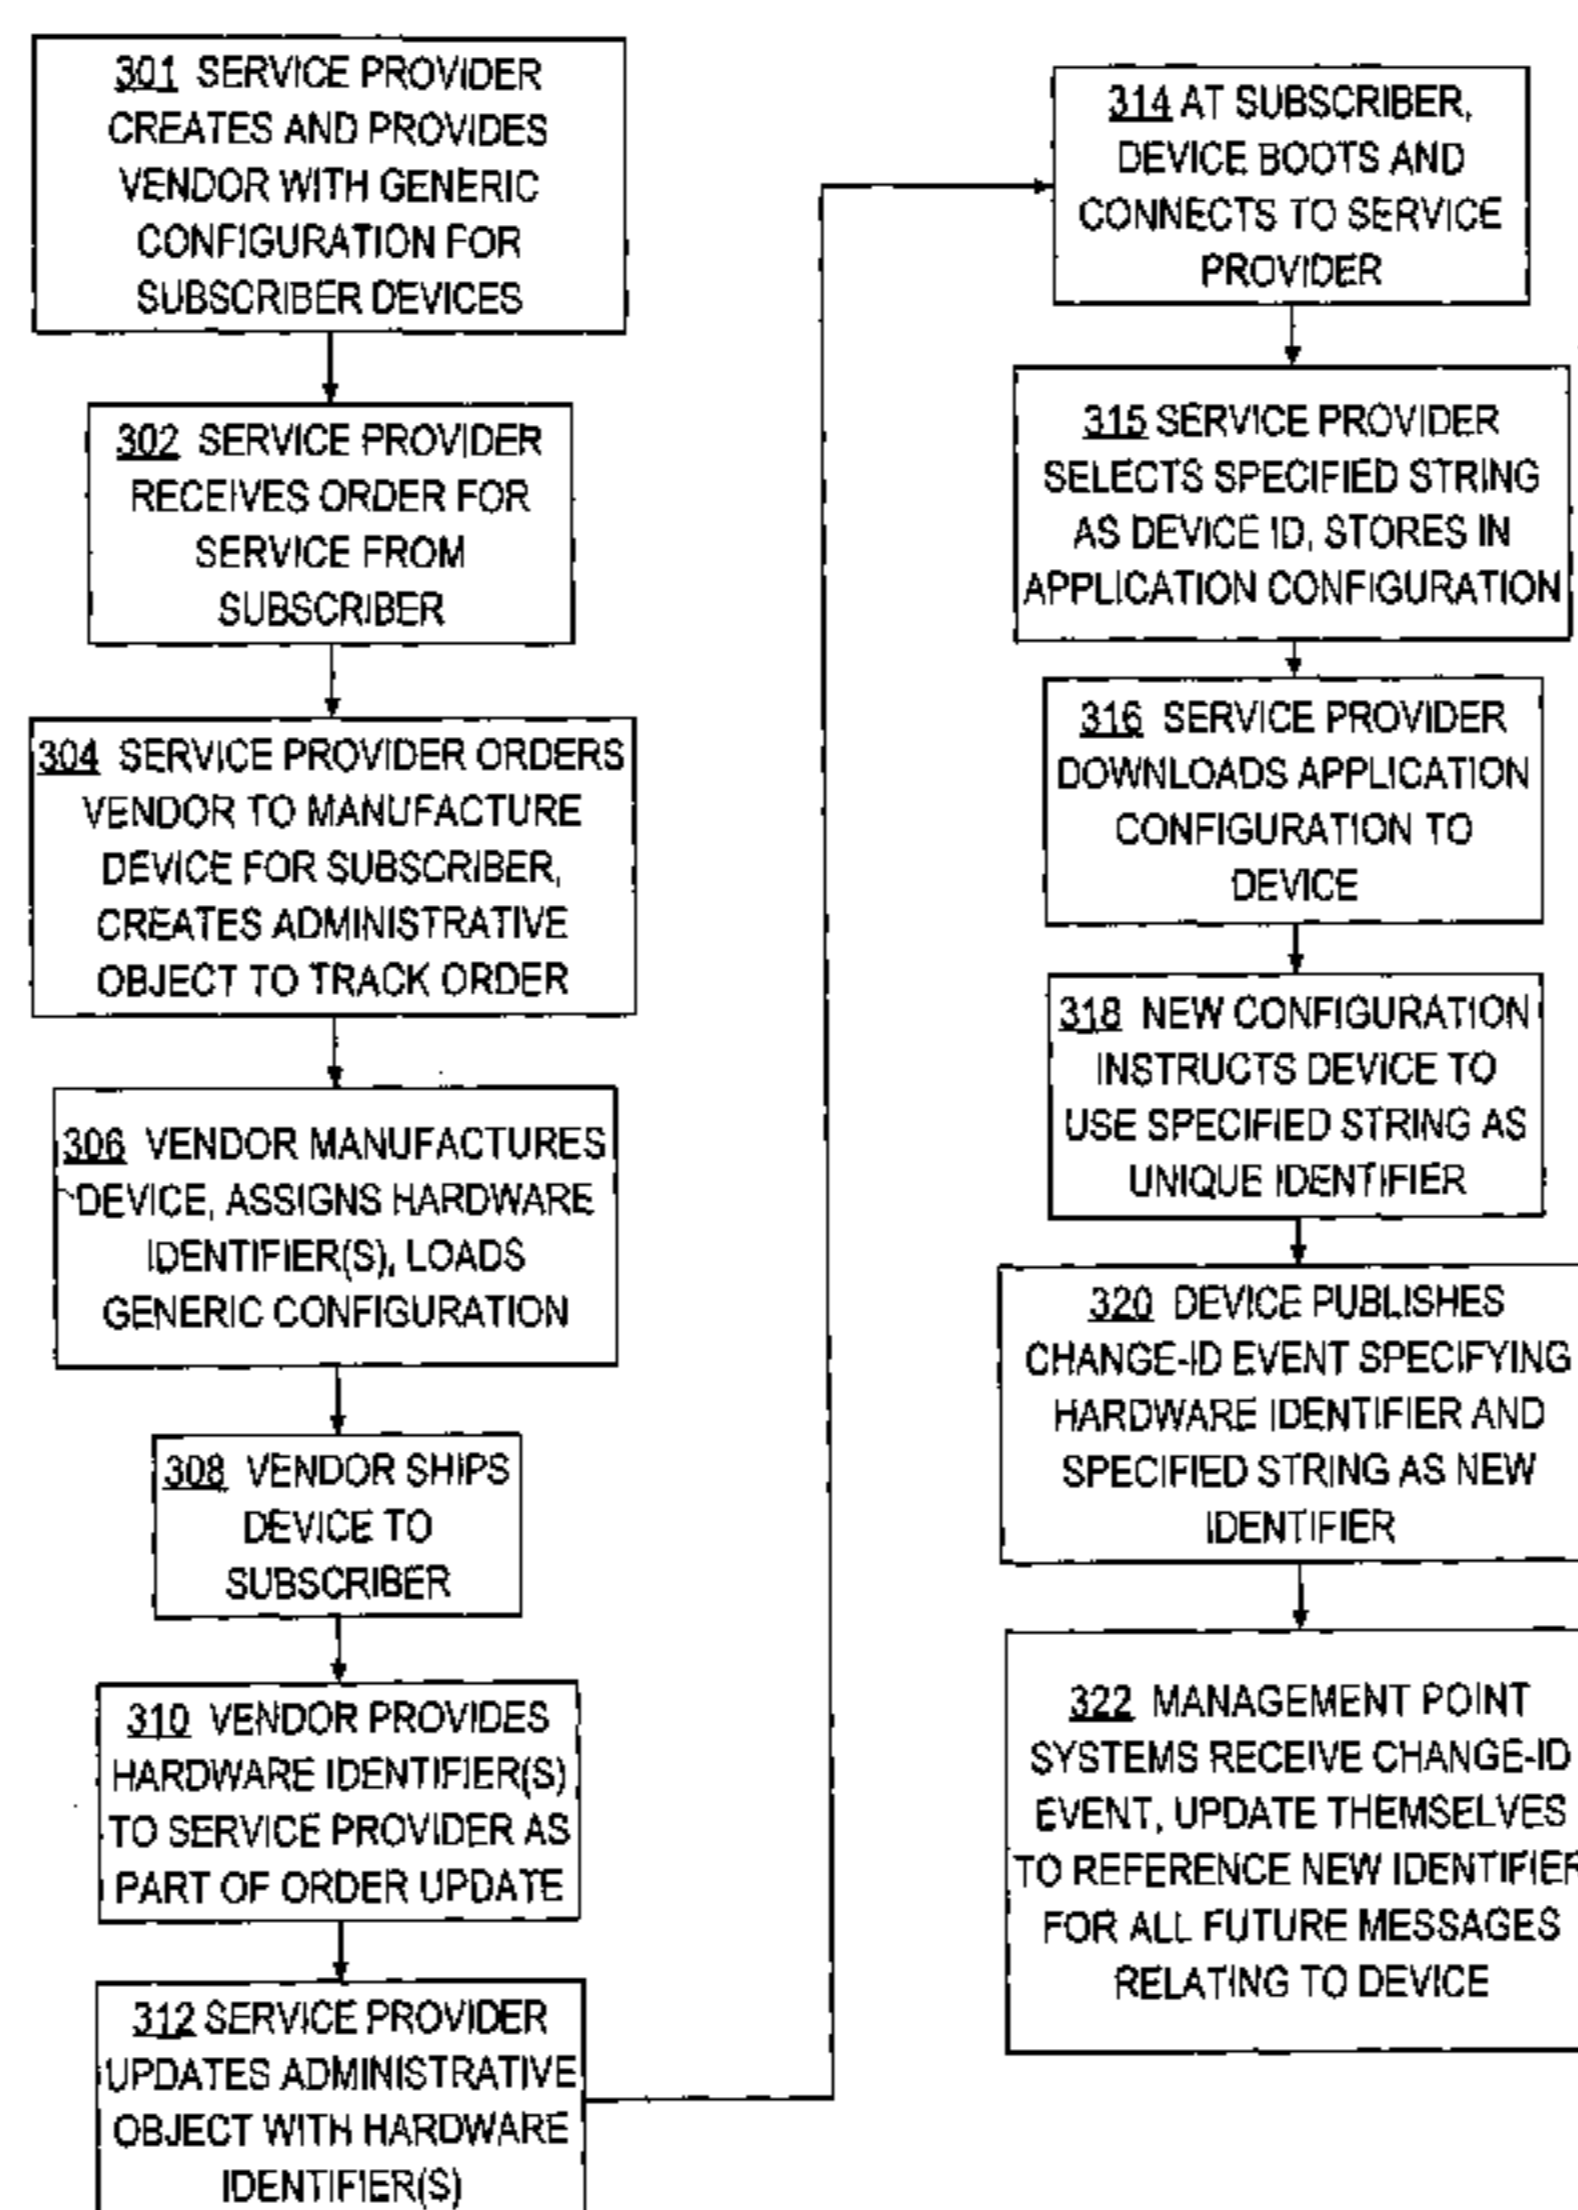 301 SERVICE PROVIDER
CREATES AND PROVIDES
VENDOR WITH GENERIC
CONFIGURATION FOR
SUBSCRIBER DEVICES
302 SERVICE PROVIDER
RECEIVES ORDER FOR
SERVICE FROM
SUBSCRIBER
304 SERVICE PROVIDER ORDERS
VENDOR TO MANUFACTURE
DEVICE FOR SUBSCRIBER,
CREATES ADMINISTRATIVE
OBJECT TO TRACK ORDER
306 VENDOR MANUFACTURES
DEVICE, ASSIGNS HARDWARE
IDENTIFIER(S), LOADS
GENERIC CONFIGURATION
308 VENDOR SHIPS
DEVICE TO
SUBSCRIBER
310 VENDOR PROVIDES
HARDWARE IDENTIFIER(S)
TO SERVICE PROVIDER AS
PART OF ORDER UPDATE
312 SERVICE PROVIDER
UPDATES ADMINISTRATIVE
OBJECT WITH HARDWARE
IDENTIFIER(S)
314 AT SUBSCRIBER,
DEVICE BOOTS AND
CONNECTS TO SERVICE
PROVIDER
315 SERVICE PROVIDER
SELECTS SPECIFIED STRING
AS DEVICE ID, STORES IN
APPLICATION CONFIGURATION
316 SERVICE PROVIDER
DOWNLOADS APPLICATION
CONFIGURATION TO
DEVICE
318 NEW CONFIGURATION
INSTRUCTS DEVICE TO
USE SPECIFIED STRING AS
UNIQUE IDENTIFIER
320 DEVICE PUBLISHES
CHANGE-ID EVENT SPECIFYING
HARDWARE IDENTIFIER AND
SPECIFIED STRING AS NEW
IDENTIFIER
322 MANAGEMENT POINT
SYSTEMS RECEIVE CHANGE-ID
EVENT, UPDATE THEMSELVES
TO REFERENCE NEW IDENTIFIER
FOR ALL FUTURE MESSAGES
RELATING TO DEVICE